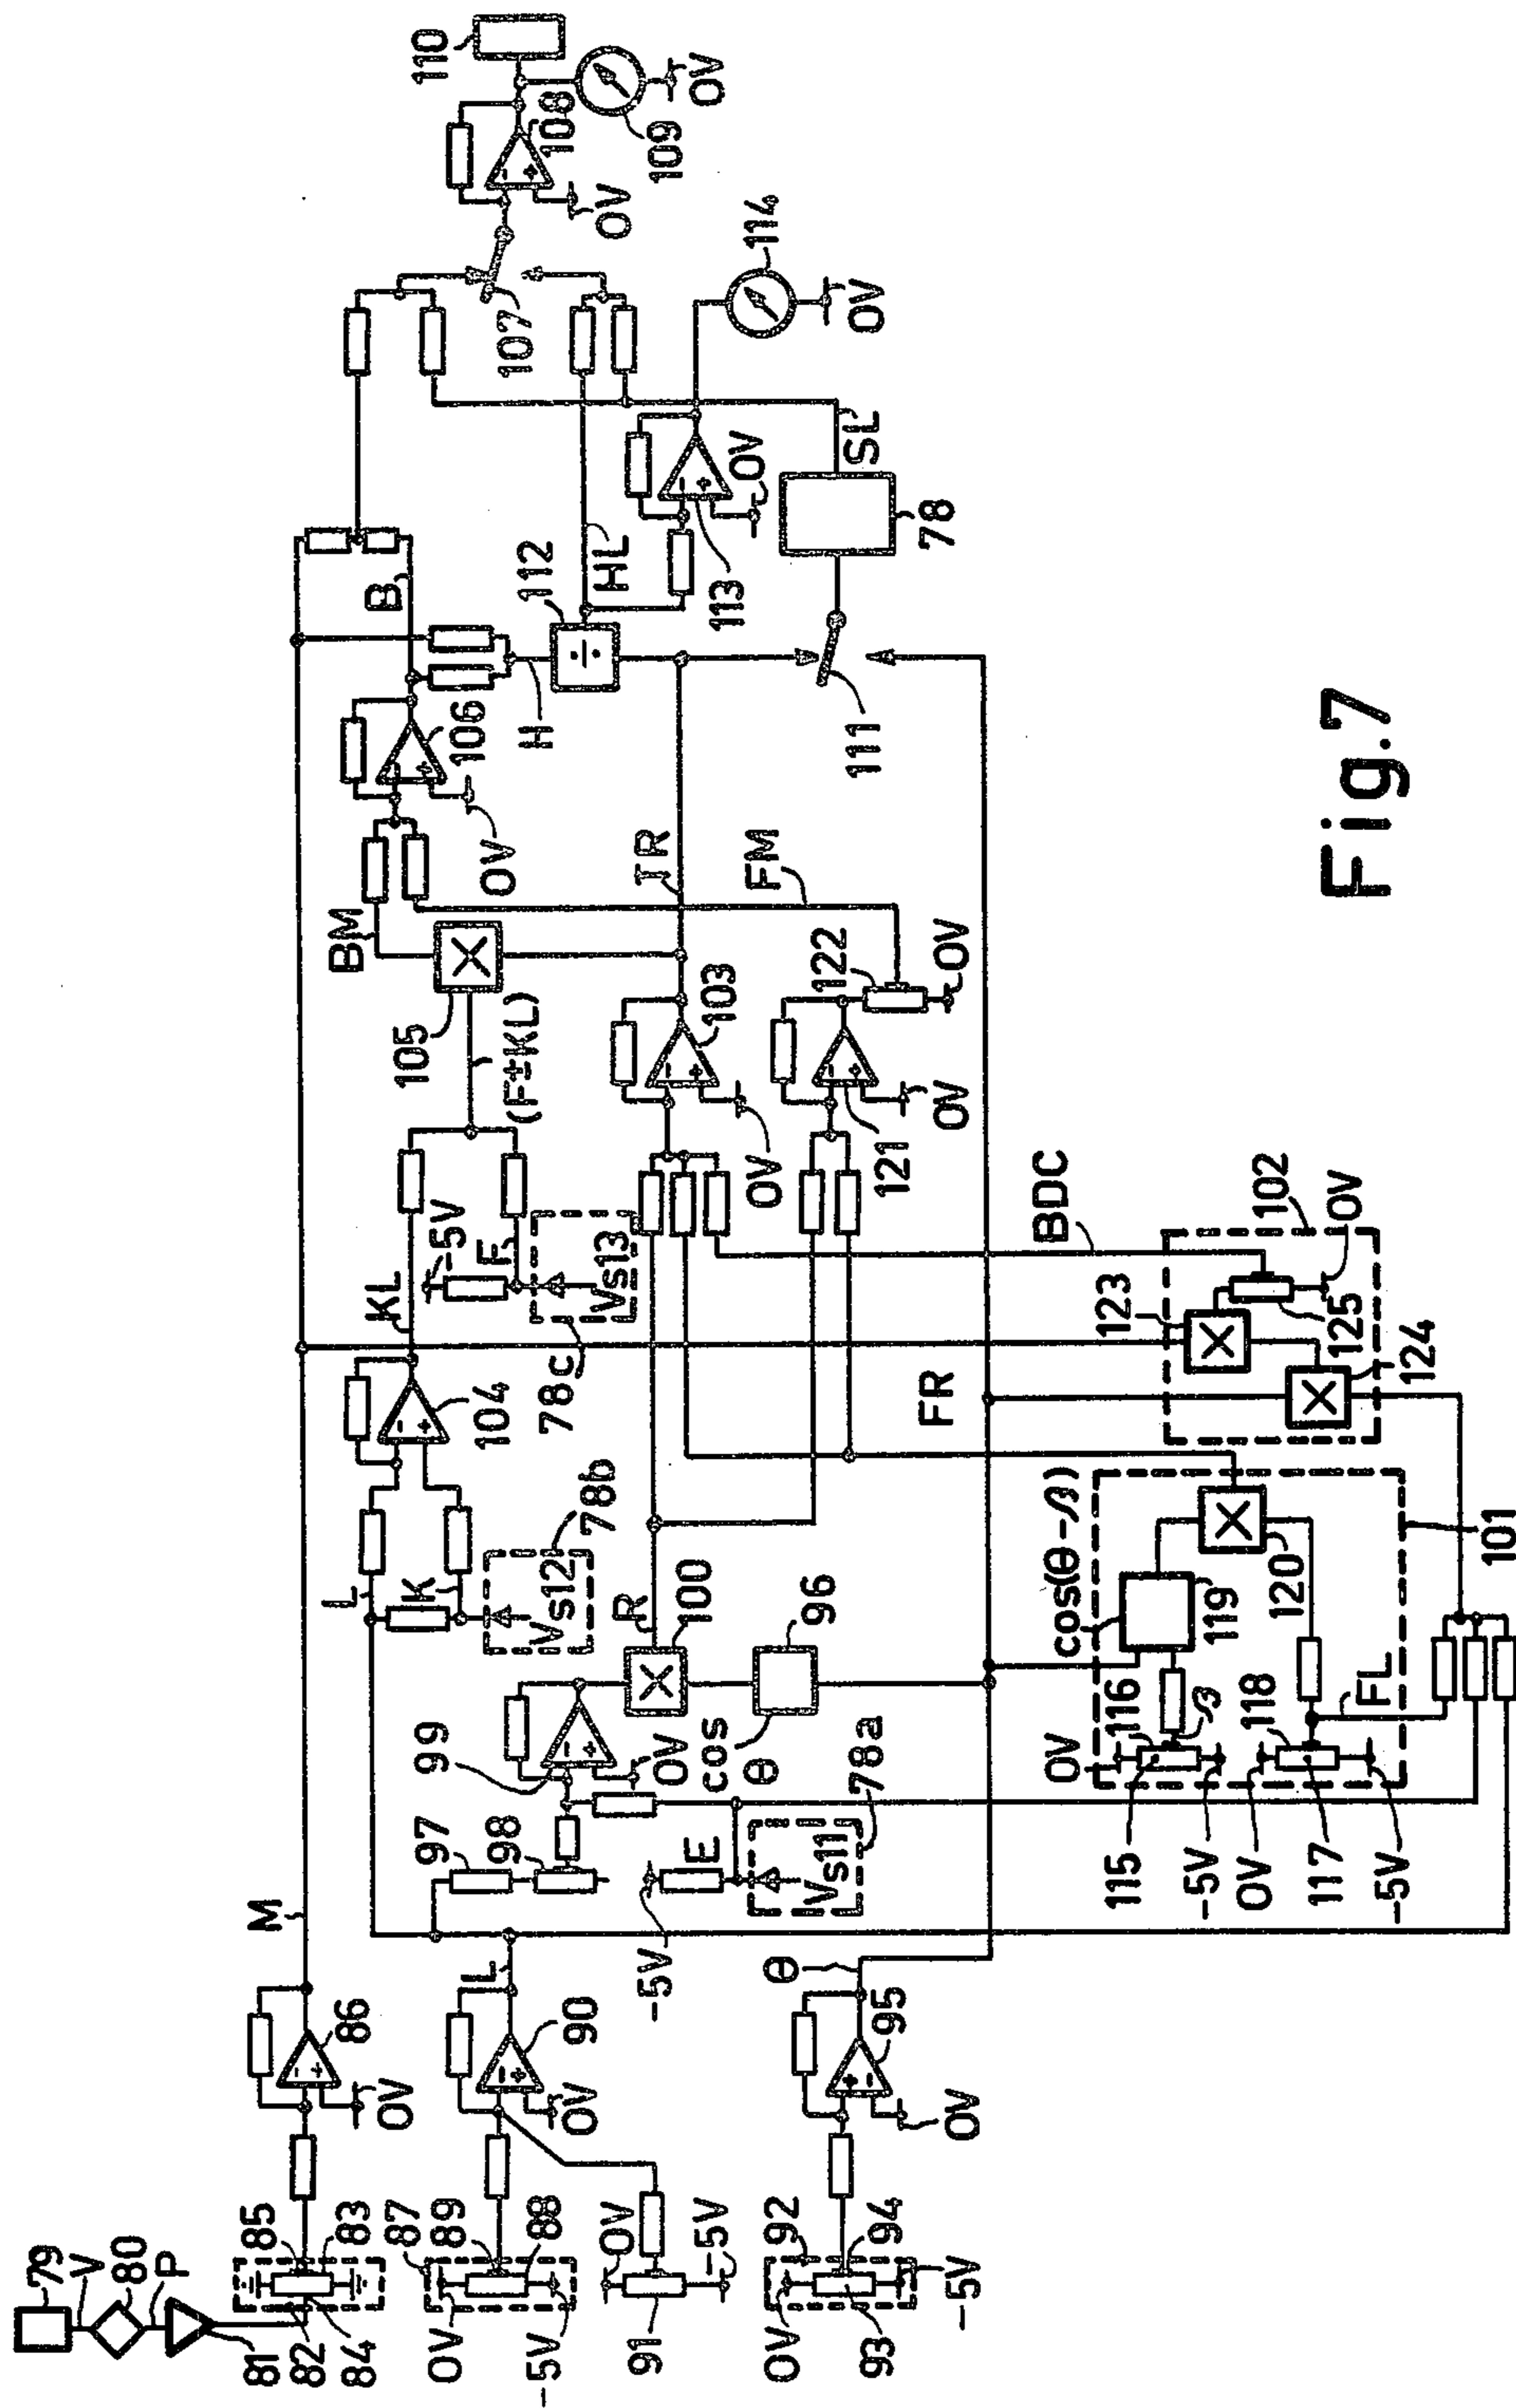 79
V
80
P
81
82
84
85
83
M
86
0V
87
89
88
0V
-5V
L
90
0V
91
0V
-5V
θ
92
94
93
0V
-5V
95
0V
97
98
99
0V
E
-5V
Vs11
78a
cos
θ
96
R
100
L
K
Vs12
78b
104
KL
-5V
F
Vs13
78c
(F±KL)
105
BM
103
0V
121
0V
122
0V
TR
FM
106
0V
B
H
112
HL
113
0V
111
78
SL
114
0V
107
108
0V
109
0V
110
FR
BDC
cos(θ-β)
119
120
0V
116
115
-5V
β
0V
118
117
-5V
FL
101
123
102
0V
125
124
Fig.7